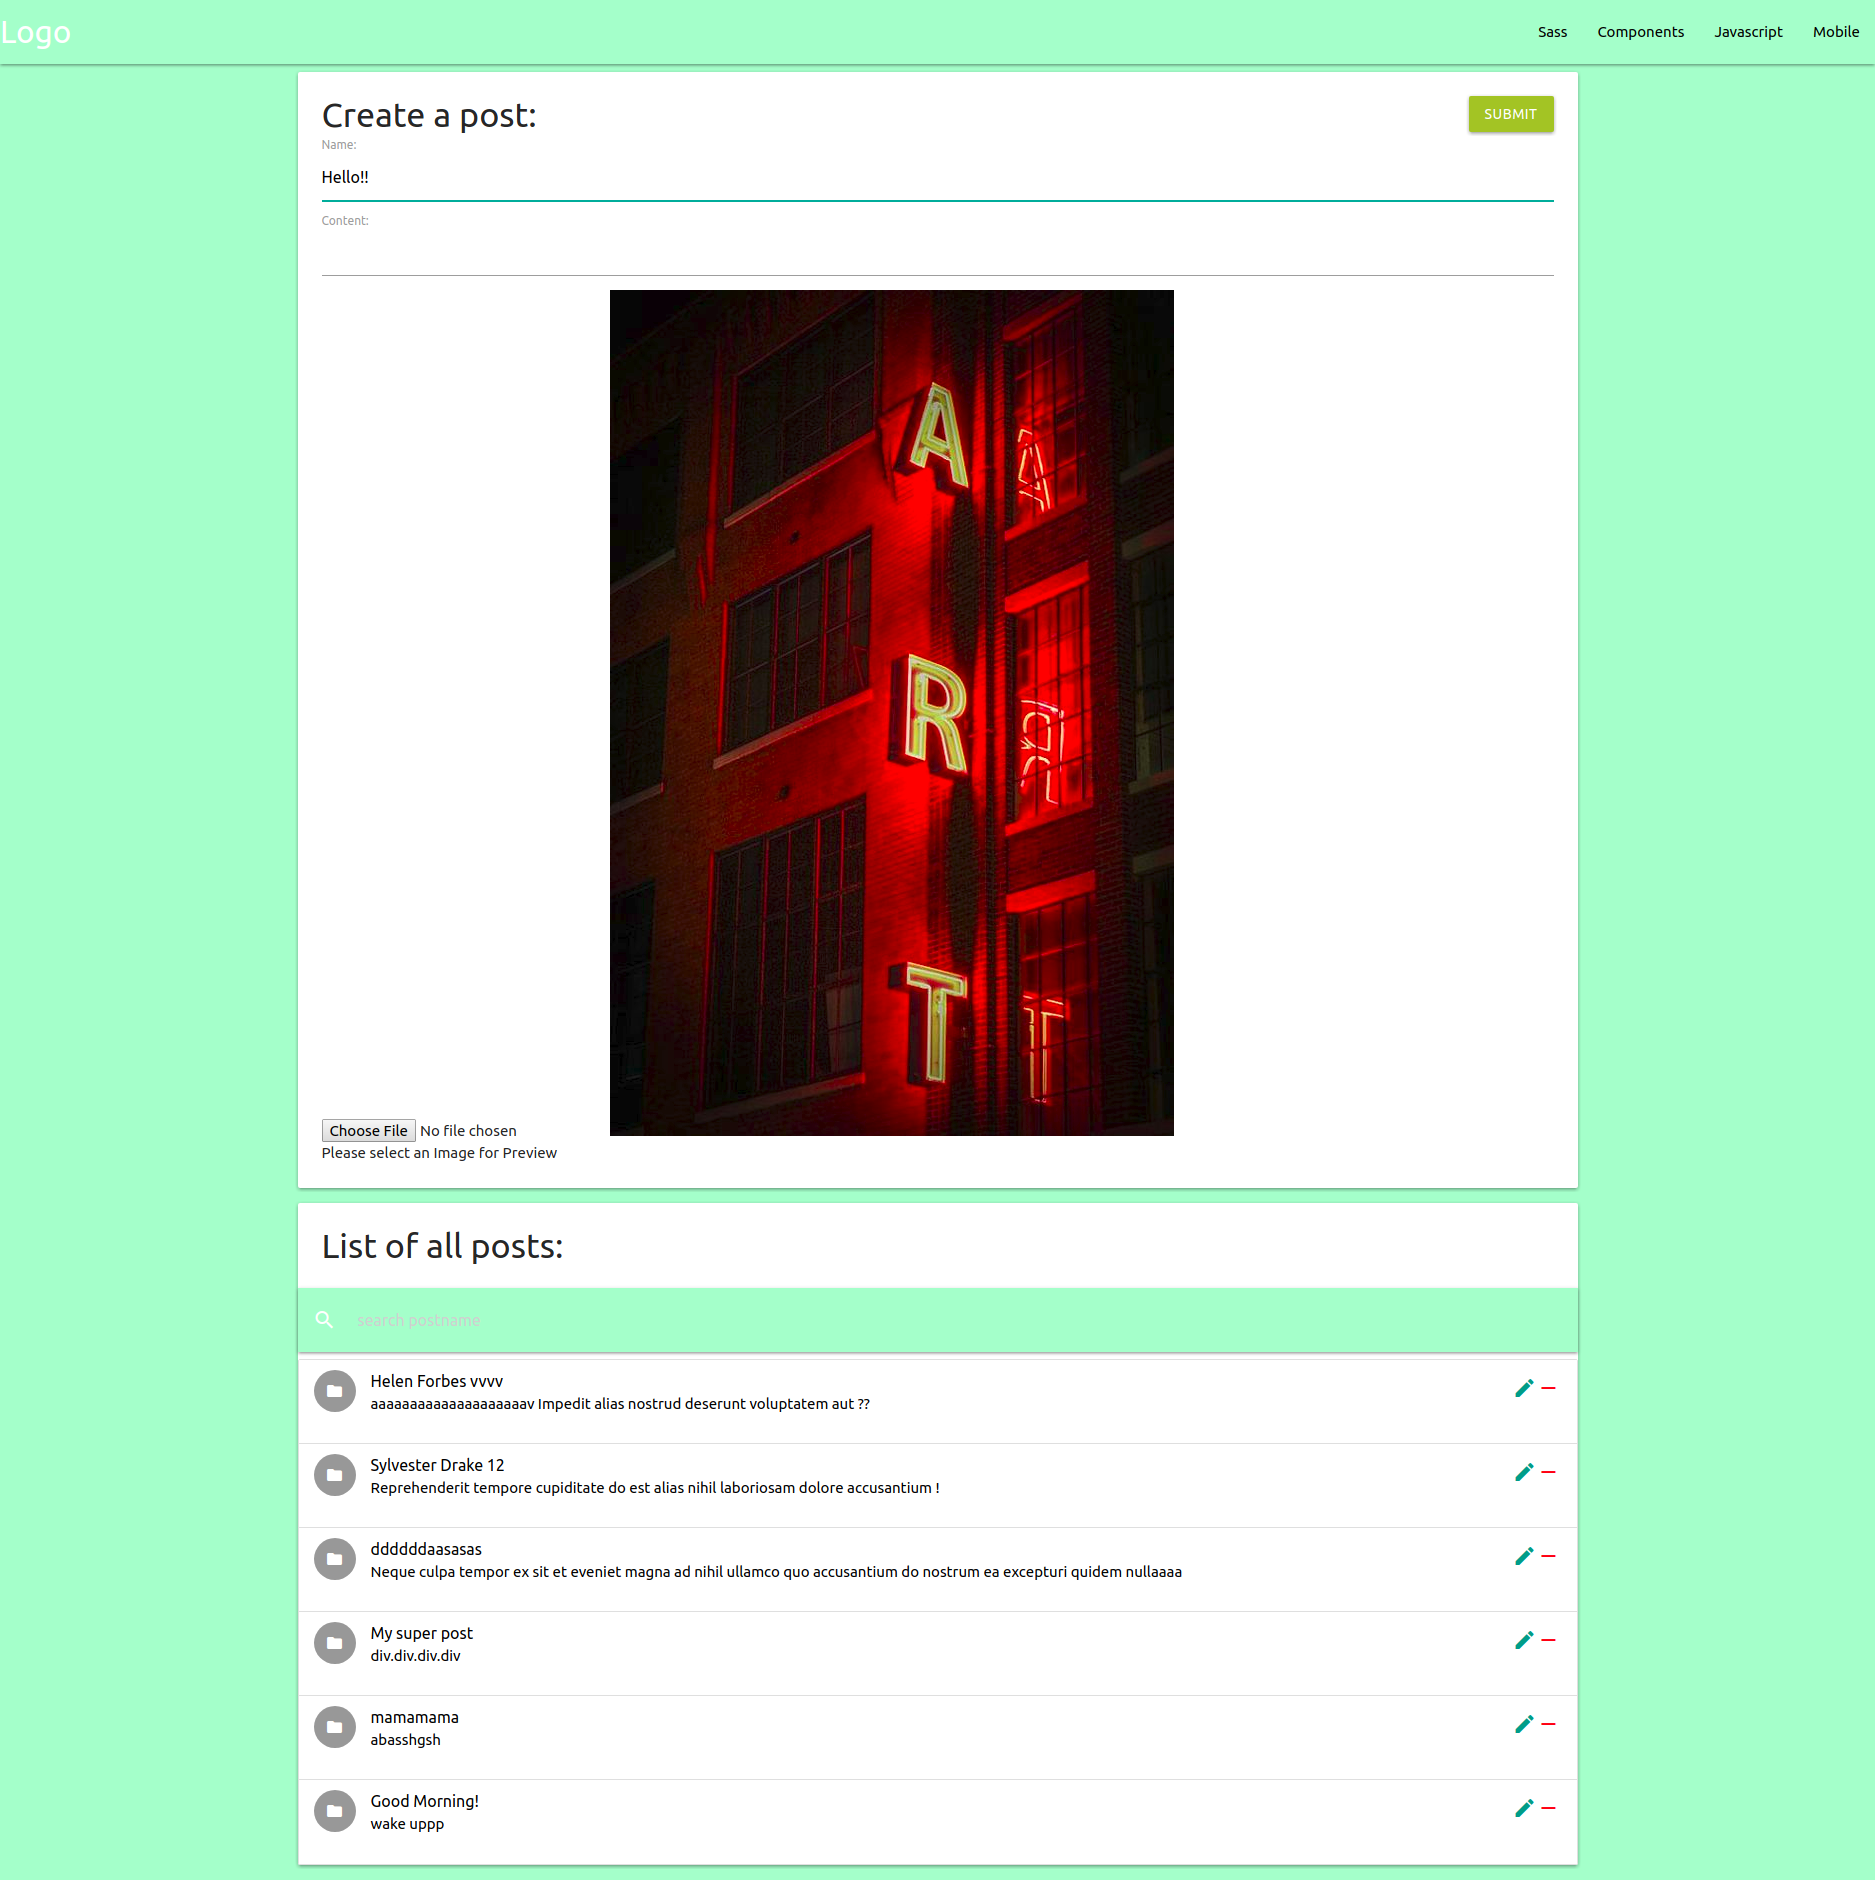 Logo
Sass Components Javascript Mobile
Create a post:
SUBMIT
Name:
Hello!!
Content:
A
A
R
R
T
T
Choose File No file chosen
Please select an Image for Preview
List of all posts:
search postname
Helen Forbes vvvv
aaaaaaaaaaaaaaaaaaaav Impedit alias nostrud deserunt voluptatem aut ??
Sylvester Drake 12
Reprehenderit tempore cupiditate do est alias nihil laboriosam dolore accusantium !
ddddddaasasas
Neque culpa tempor ex sit et eveniet magna ad nihil ullamco quo accusantium do nostrum ea excepturi quidem nullaaaa
My super post
div.div.div.div
mamamama
abasshgsh
Good Morning!
wake uppp